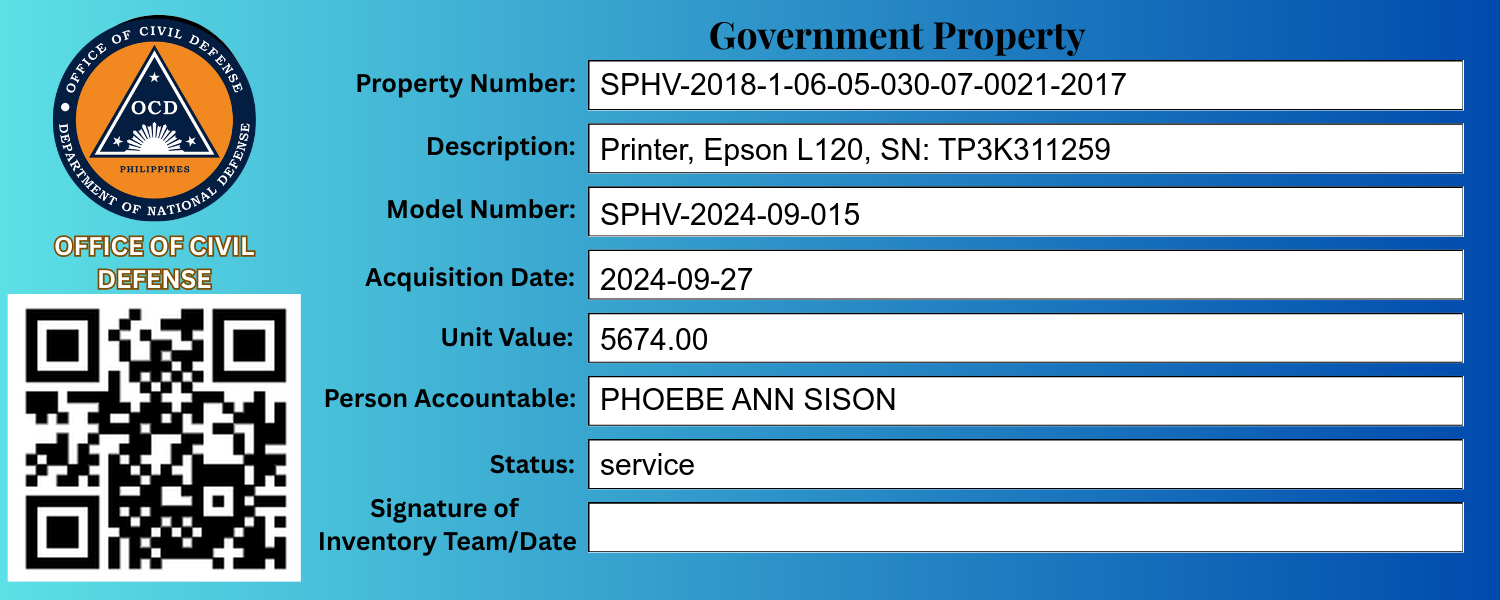 Government Property
OFFICE OF CIVIL DEFENSE
DEPARTMENT OF NATIONAL DEFENSE
OCD
PHILIPPINES
OFFICE OF CIVIL
DEFENSE
Property Number: SPHV-2018-1-06-05-030-07-0021-2017
Description: Printer, Epson L120, SN: TP3K311259
Model Number: SPHV-2024-09-015
Acquisition Date: 2024-09-27
Unit Value: 5674.00
Person Accountable: PHOEBE ANN SISON
Status: service
Signature of
Inventory Team/Date